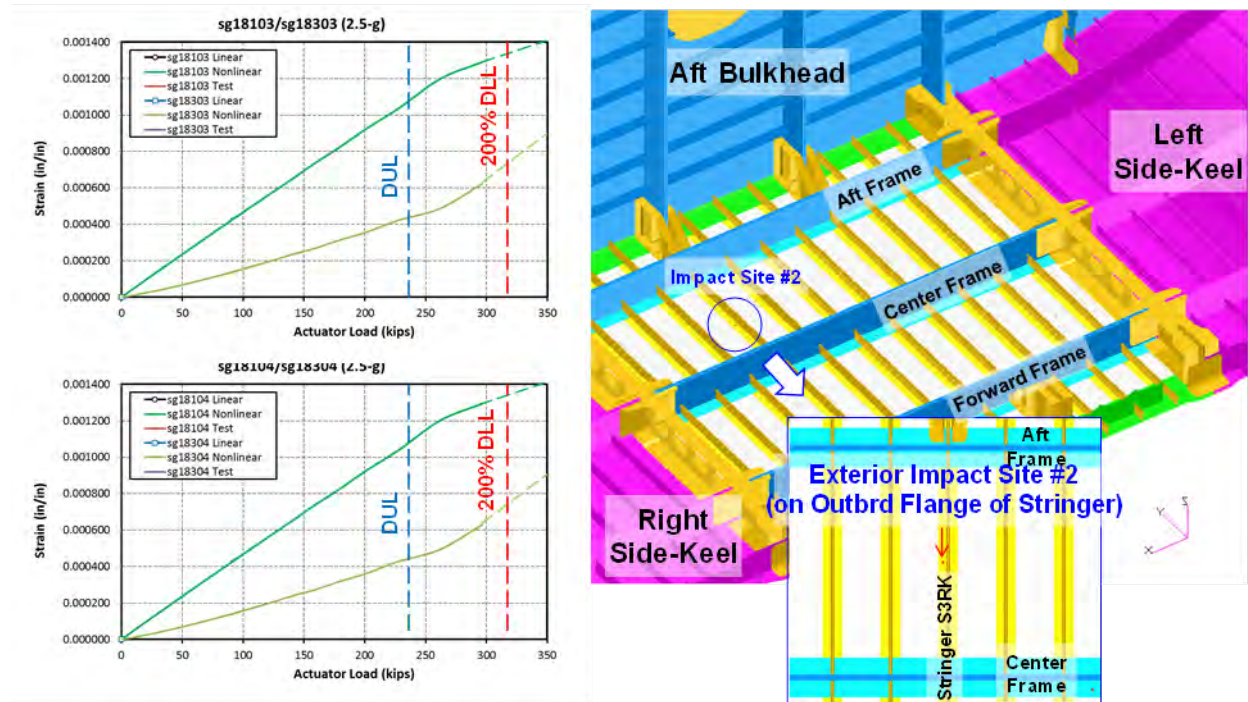 sg18103/sg18303 (2.5-g)
0.001400
0.001200
0.001000
0.000800
0.000600
0.000400
0.000200
0.000000
Strain (in/in)
sg18103 Linear
sg18103 Nonlinear
sg18103 Test
sg18303 Linear
sg18303 Nonlinear
sg18303 Test
DUL
200% DLL
0 50 100 150 200 250 300 350
Actuator Load (kips)
sg18104/sg18304 (2.5-g)
0.001400
0.001200
0.001000
0.000800
0.000600
0.000400
0.000200
0.000000
Strain (in/in)
sg18104 Linear
sg18104 Nonlinear
sg18104 Test
sg18304 Linear
sg18304 Nonlinear
sg18304 Test
DUL
200% DLL
0 50 100 150 200 250 300 350
Actuator Load (kips)
Aft Bulkhead
Left
Side-Keel
Aft Frame
Impact Site #2
Center Frame
Forward Frame
Right
Side-Keel
Aft
Frame
Exterior Impact Site #2
(on Outbrd Flange of Stringer)
Stringer S3RK
Center
Frame
Z
Y
X